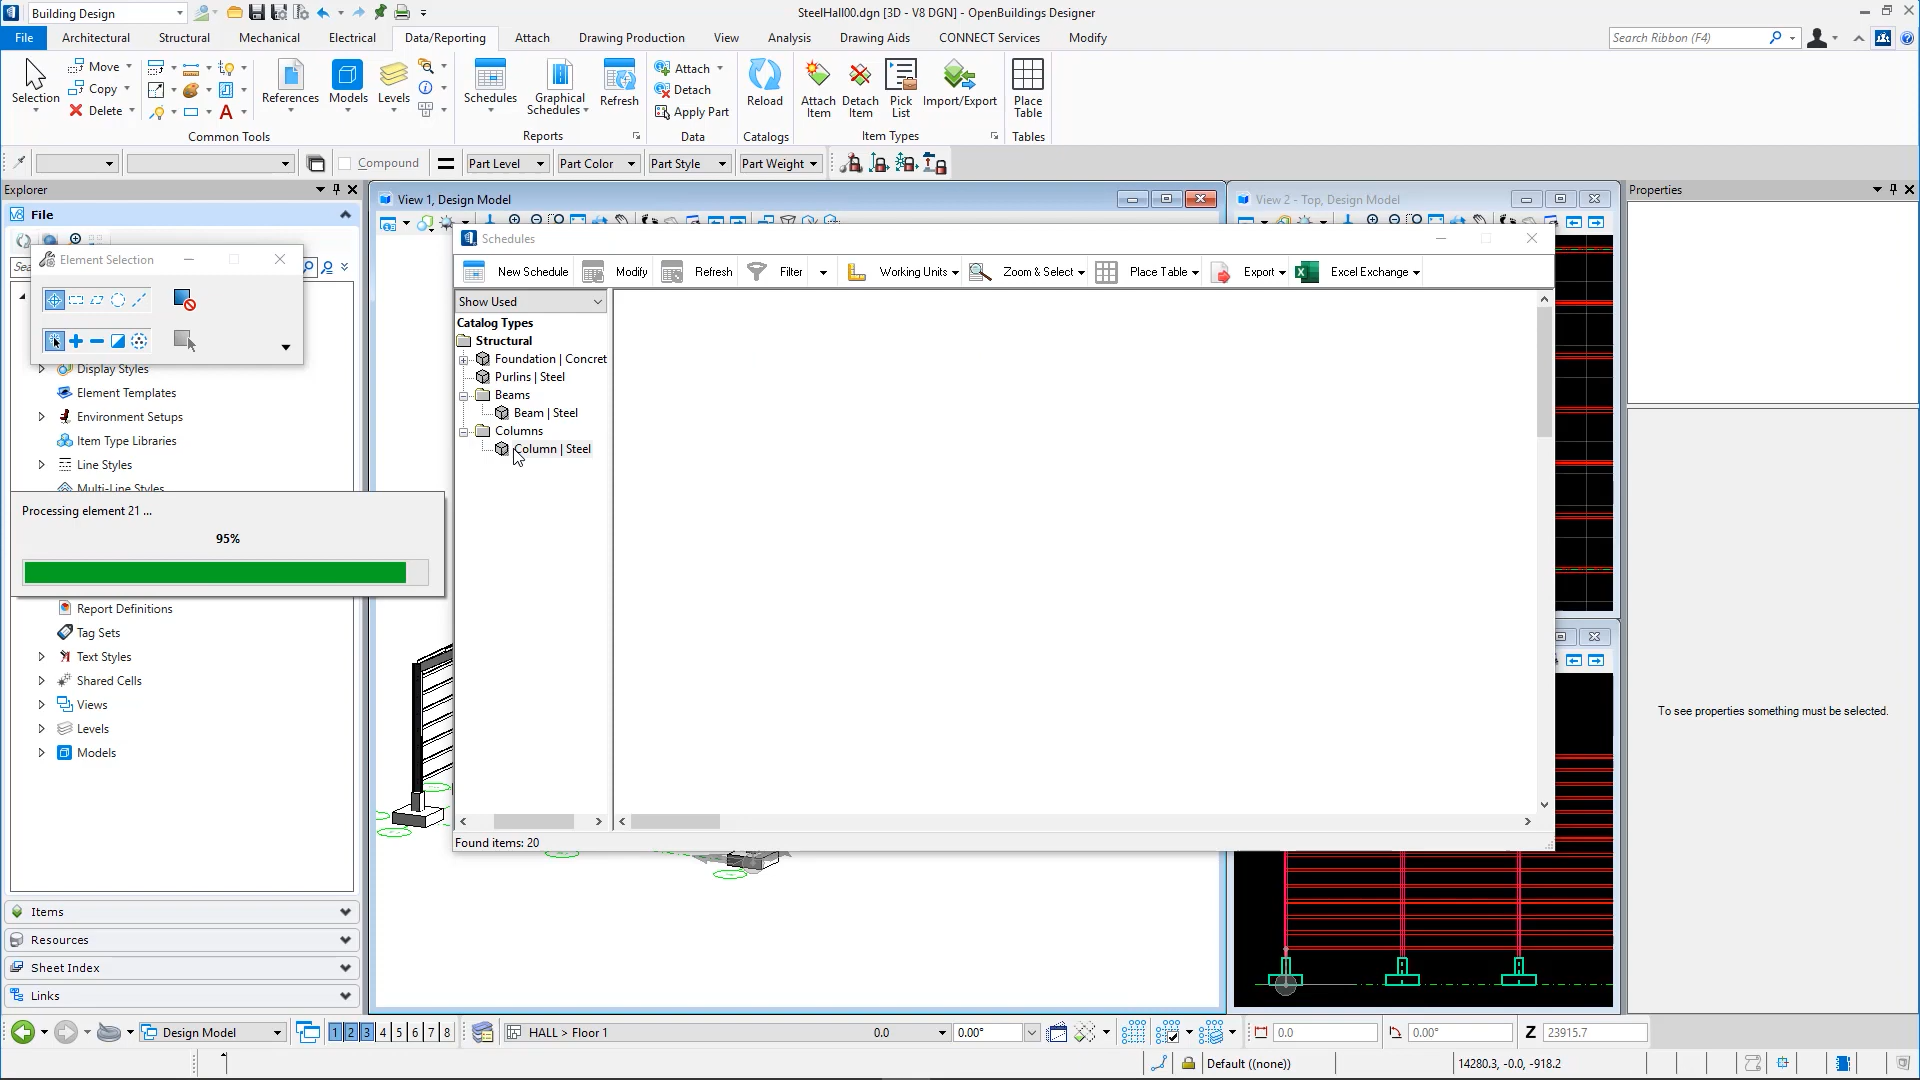 Building Design
SteelHall00.dgn [3D - V8 DGN] - OpenBuildings Designer
File Architectural Structural Mechanical Electrical Data/Reporting Attach Drawing Production View Analysis Drawing Aids CONNECT Services Modify
Search Ribbon (F4)
Selection
Move
Copy
Delete
Common Tools
References
Models
Levels
Schedules
Graphical
Schedules
Refresh
Reports
Attach
Detach
Apply Part
Data
Reload
Catalogs
Attach
Item
Detach
Item
Pick
List
Import/Export
Item Types
Place
Table
Tables
Compound
Part Level
Part Color
Part Style
Part Weight
Explorer
File
Sea
Element Selection
Display Styles
Element Templates
Environment Setups
Item Type Libraries
Line Styles
Multi-Line Styles
Processing element 21 ...
95%
Report Definitions
Tag Sets
Text Styles
Shared Cells
Views
Levels
Models
Items
Resources
Sheet Index
Links
View 1, Design Model
Schedules
New Schedule Modify Refresh Filter Working Units Zoom & Select Place Table Export Excel Exchange
Show Used
Catalog Types
Structural
Foundation | Concret
Purlins | Steel
Beams
Beam | Steel
Columns
Column | Steel
Found items: 20
View 2 - Top, Design Model
Properties
To see properties something must be selected.
Design Model
1 2 3 4 5 6 7 8
HALL > Floor 1
0.0
0.00°
0.0
0.00°
Z
23915.7
Default ((none))
14280.3, -0.0, -918.2